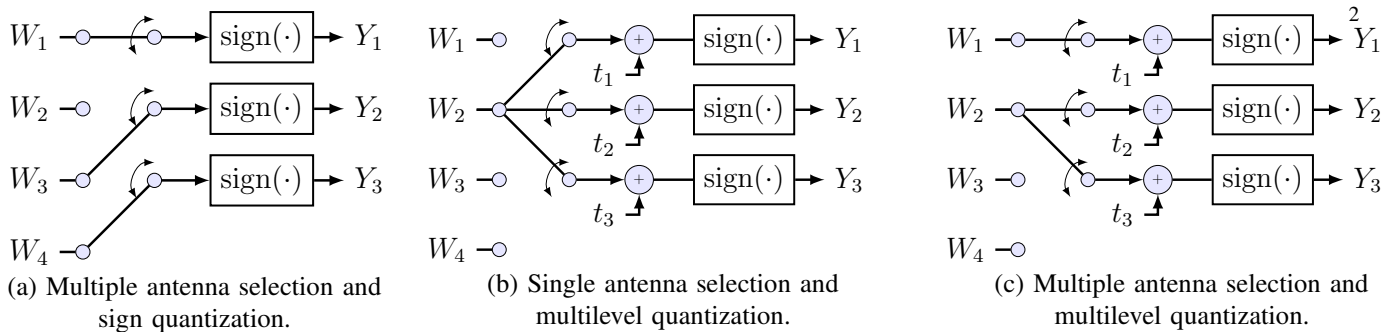 2
W1 sign(·) Y1
W2 sign(·) Y2
W3 sign(·) Y3
W4
(a) Multiple antenna selection and
sign quantization.
W1 + sign(·) Y1
t1
W2 + sign(·) Y2
t2
W3 + sign(·) Y3
t3
W4
(b) Single antenna selection and
multilevel quantization.
W1 + sign(·) Y1
t1
W2 + sign(·) Y2
t2
W3 + sign(·) Y3
t3
W4
(c) Multiple antenna selection and
multilevel quantization.